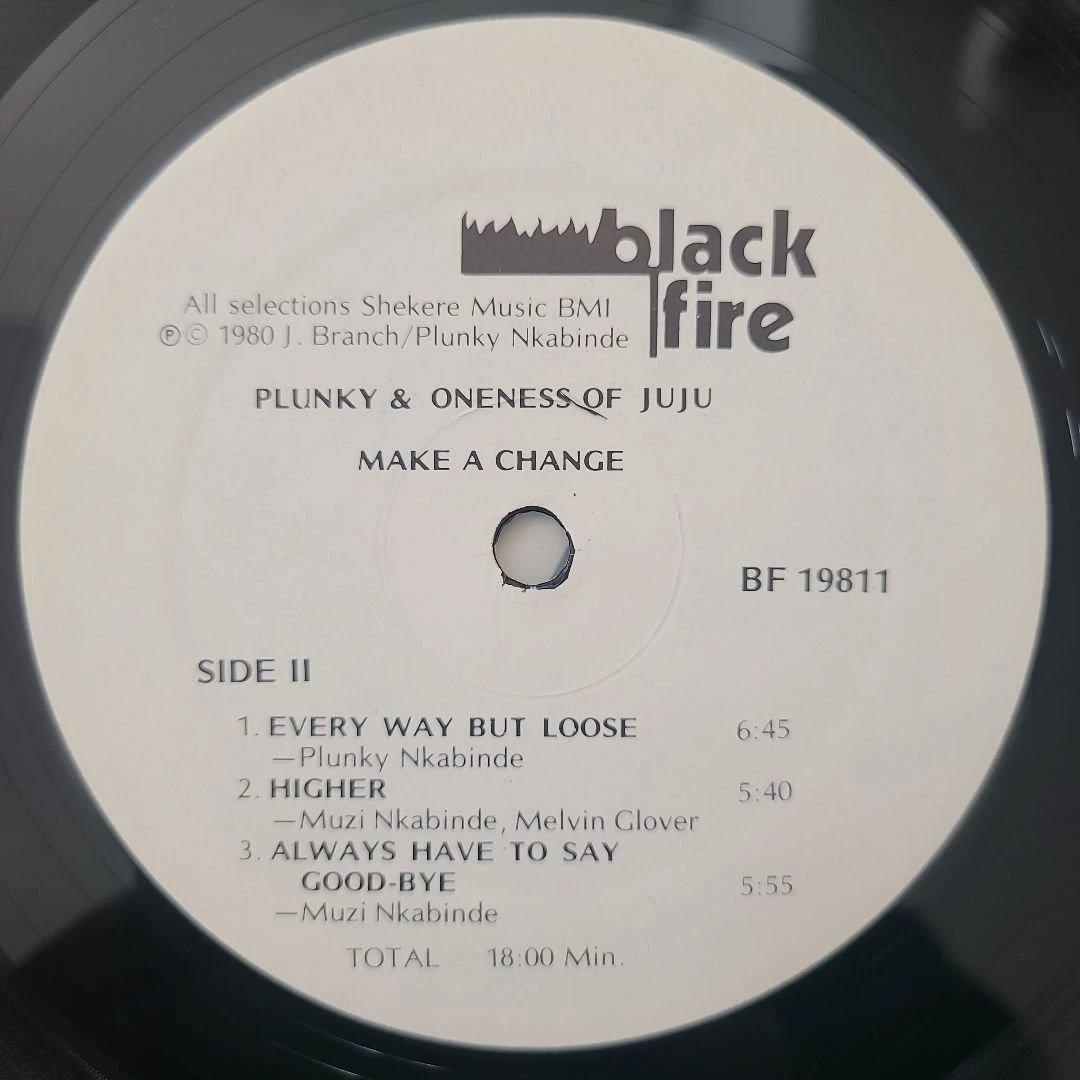 black
fire
All selections Shekere Music BMI
ⓅⒸ 1980 J. Branch/Plunky Nkabinde
PLUNKY & ONENESS OF JUJU
MAKE A CHANGE
BF 19811
SIDE II
1. EVERY WAY BUT LOOSE 6:45
—Plunky Nkabinde
2. HIGHER 5:40
—Muzi Nkabinde, Melvin Glover
3. ALWAYS HAVE TO SAY
GOOD-BYE 5:55
—Muzi Nkabinde
TOTAL 18:00 Min.